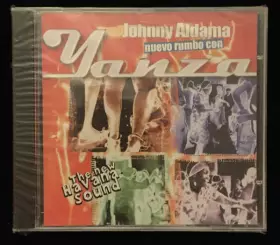 Johnny Aldama
nuevo rumbo con
Yanza
The new
Havana
Sound